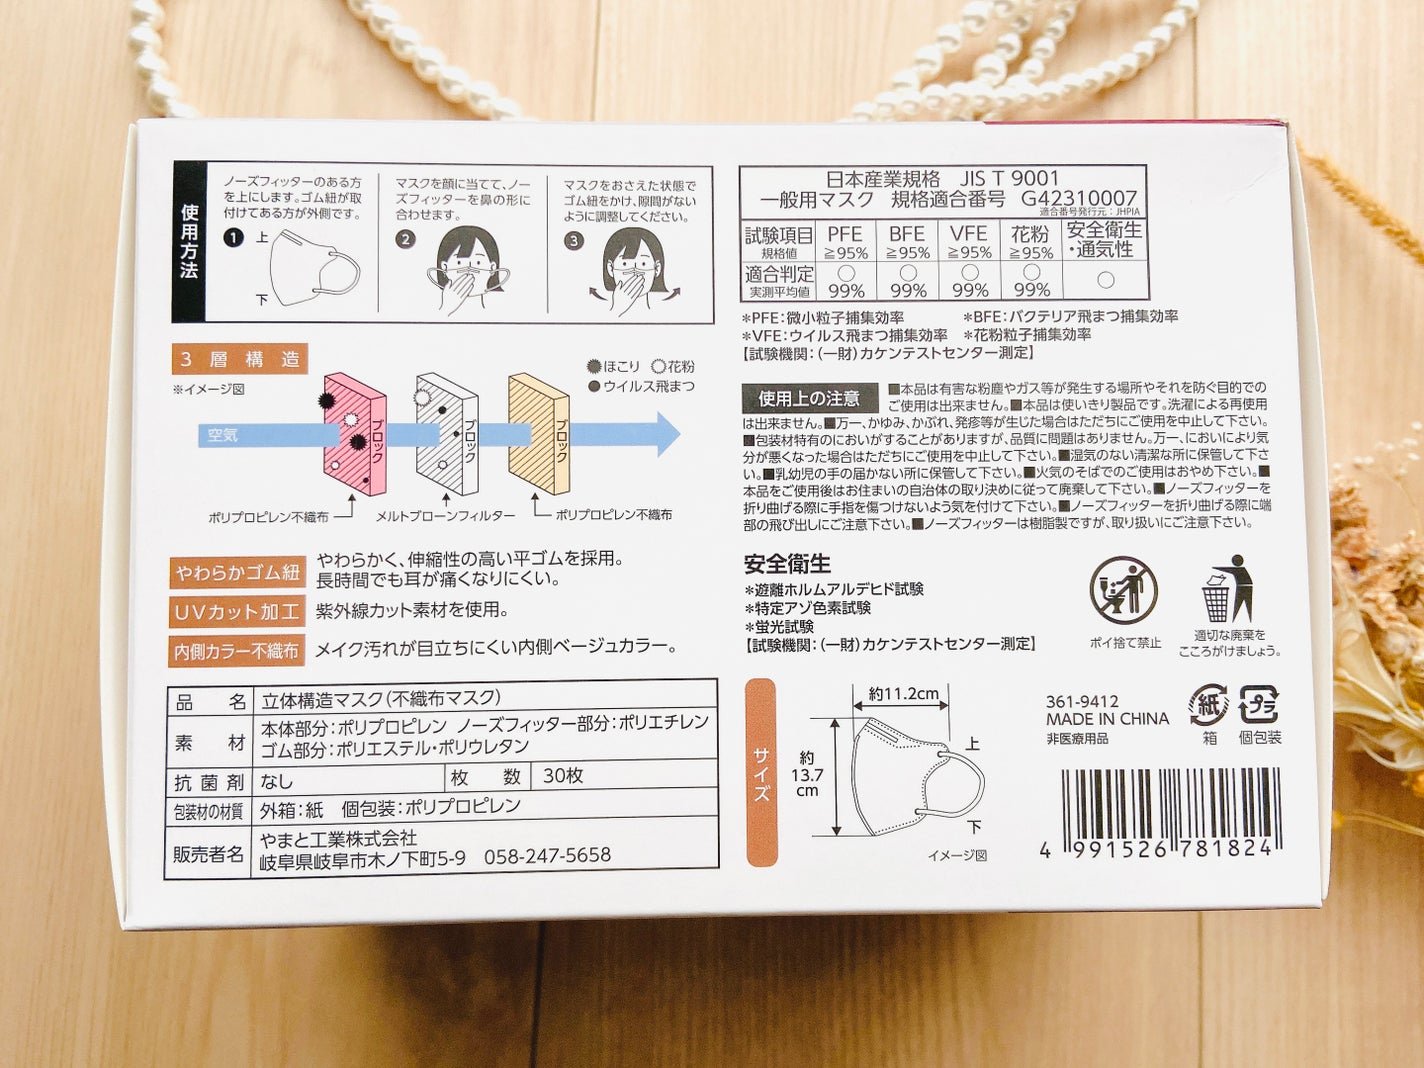 使用方法
ノーズフィッターのある方
を上にします。ゴム紐が取
付けてある方が外側です。
1
上
下
マスクを顔に当てて、ノー
ズフィッターを鼻の形に
合わせます。
2
マスクをおさえた状態で
ゴム紐をかけ、隙間がない
ように調整してください。
3
3層構造
※イメージ図
ほこり 花粉
ウイルス飛まつ
空気
ブロック
ブロック
ブロック
ポリプロピレン不織布
メルトブローンフィルター
ポリプロピレン不織布
やわらかゴム紐
やわらかく、伸縮性の高い平ゴムを採用。
長時間でも耳が痛くなりにくい。
UVカット加工
紫外線カット素材を使用。
内側カラー不織布
メイク汚れが目立ちにくい内側ベージュカラー。
品名 立体構造マスク(不織布マスク)
素材 本体部分:ポリプロピレン ノーズフィッター部分:ポリエチレン
ゴム部分:ポリエステル・ポリウレタン
抗菌剤 なし 枚数 30枚
包装材の材質 外箱:紙 個包装:ポリプロピレン
販売者名 やまと工業株式会社
岐阜県岐阜市木ノ下町5-9 058-247-5658
日本産業規格 JIS T 9001
一般用マスク 規格適合番号 G42310007
適合番号発行元:JHPIA
試験項目 PFE BFE VFE 花粉 安全衛生
規格値 ≧95% ≧95% ≧95% ≧95% ・通気性
適合判定 ○ ○ ○ ○ ○
実測平均値 99% 99% 99% 99%
＊PFE:微小粒子捕集効率 ＊BFE:バクテリア飛まつ捕集効率
＊VFE:ウイルス飛まつ捕集効率 ＊花粉粒子捕集効率
【試験機関:(一財)カケンテストセンター測定】
使用上の注意
■本品は有害な粉塵やガス等が発生する場所やそれを防ぐ目的での
ご使用は出来ません。■本品は使いきり製品です。洗濯による再使用
は出来ません。■万一、かゆみ、かぶれ、発疹等が生じた場合はただちにご使用を中止して下さい。
■包装材特有のにおいがすることがありますが、品質に問題はありません。万一、においにより気
分が悪くなった場合はただちにご使用を中止して下さい。■湿気のない清潔な所に保管して下さ
い。■乳幼児の手の届かない所に保管して下さい。■火気のそばでのご使用はおやめ下さい。■
本品をご使用後はお住まいの自治体の取り決めに従って廃棄して下さい。■ノーズフィッターを
折り曲げる際に手指を傷つけないよう気を付けて下さい。■ノーズフィッターを折り曲げる際に端
部の飛び出しにご注意下さい。■ノーズフィッターは樹脂製ですが、取り扱いにご注意下さい。
安全衛生
＊遊離ホルムアルデヒド試験
＊特定アゾ色素試験
＊蛍光試験
【試験機関:(一財)カケンテストセンター測定】
ポイ捨て禁止
適切な廃棄を
こころがけましょう。
サイズ
約11.2cm
約
13.7
cm
上
下
イメージ図
361-9412
MADE IN CHINA
非医療用品
紙
箱
プラ
個包装
4 991526 781824